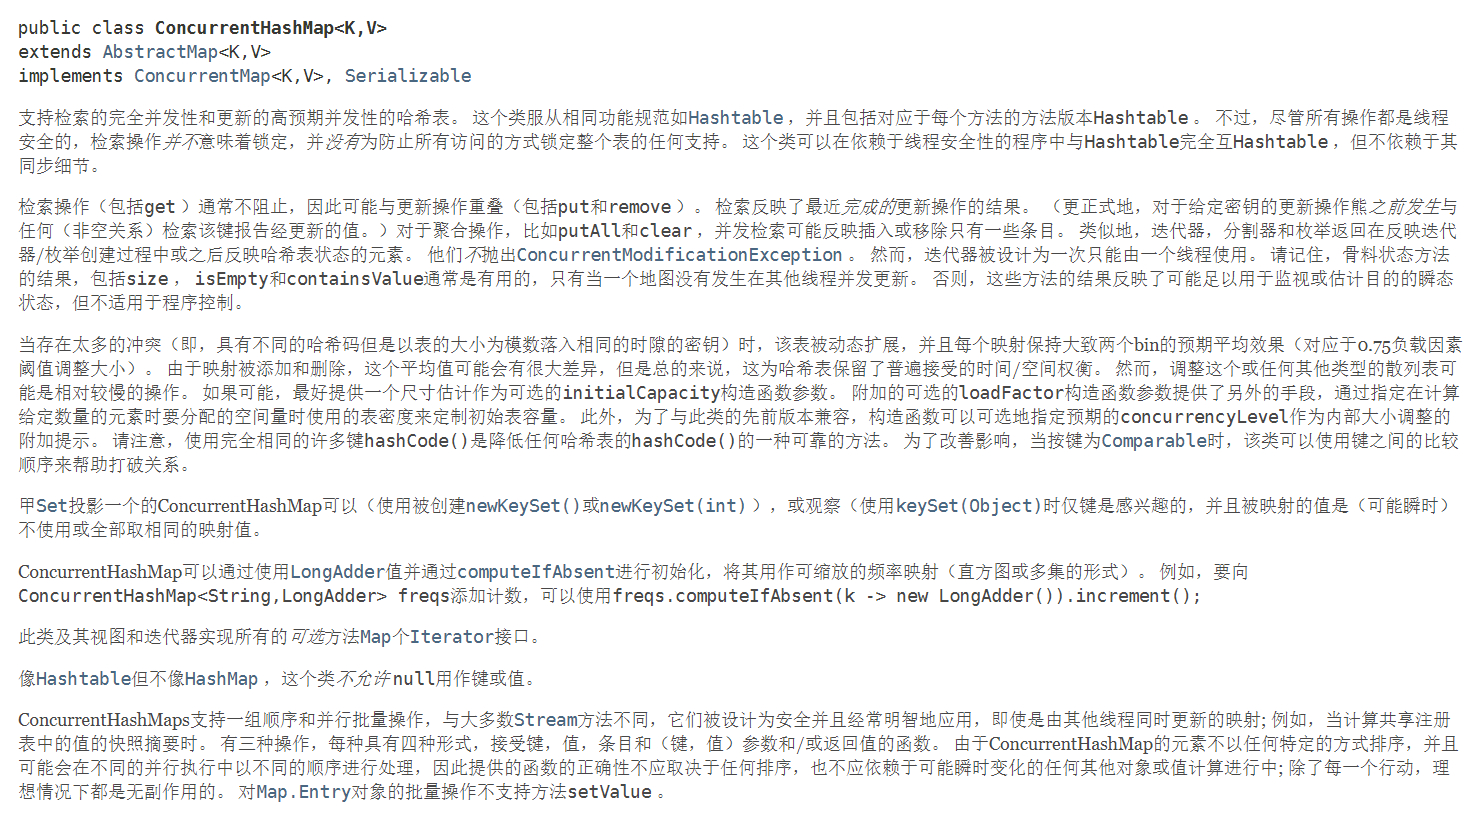 public class ConcurrentHashMap<K,V>
extends AbstractMap<K,V>
implements ConcurrentMap<K,V>, Serializable
支持检索的完全并发性和更新的高预期并发性的哈希表。 这个类服从相同功能规范如Hashtable ，并且包括对应于每个方法的方法版本Hashtable 。 不过，尽管所有操作都是线程
安全的，检索操作并不意味着锁定，并没有为防止所有访问的方式锁定整个表的任何支持。 这个类可以在依赖于线程安全性的程序中与Hashtable完全互Hashtable ，但不依赖于其
同步细节。
检索操作（包括get ）通常不阻止，因此可能与更新操作重叠（包括put和remove ）。 检索反映了最近完成的更新操作的结果。 （更正式地，对于给定密钥的更新操作熊之前发生与
任何（非空关系）检索该键报告经更新的值。）对于聚合操作，比如putAll和clear ，并发检索可能反映插入或移除只有一些条目。 类似地，迭代器，分割器和枚举返回在反映迭代
器/枚举创建过程中或之后反映哈希表状态的元素。 他们不抛出ConcurrentModificationException 。 然而，迭代器被设计为一次只能由一个线程使用。 请记住，骨料状态方法
的结果，包括size ， isEmpty和containsValue通常是有用的，只有当一个地图没有发生在其他线程并发更新。 否则，这些方法的结果反映了可能足以用于监视或估计目的的瞬态
状态，但不适用于程序控制。
当存在太多的冲突（即，具有不同的哈希码但是以表的大小为模数落入相同的时隙的密钥）时，该表被动态扩展，并且每个映射保持大致两个bin的预期平均效果（对应于0.75负载因素
阈值调整大小）。 由于映射被添加和删除，这个平均值可能会有很大差异，但是总的来说，这为哈希表保留了普遍接受的时间/空间权衡。 然而，调整这个或任何其他类型的散列表可
能是相对较慢的操作。 如果可能，最好提供一个尺寸估计作为可选的initialCapacity构造函数参数。 附加的可选的loadFactor构造函数参数提供了另外的手段，通过指定在计算
给定数量的元素时要分配的空间量时使用的表密度来定制初始表容量。 此外，为了与此类的先前版本兼容，构造函数可以可选地指定预期的concurrencyLevel作为内部大小调整的
附加提示。 请注意，使用完全相同的许多键hashCode()是降低任何哈希表的hashCode()的一种可靠的方法。 为了改善影响，当按键为Comparable时，该类可以使用键之间的比较
顺序来帮助打破关系。
甲Set投影一个的ConcurrentHashMap可以（使用被创建newKeySet()或newKeySet(int) ），或观察（使用keySet(Object)时仅键是感兴趣的，并且被映射的值是（可能瞬时）
不使用或全部取相同的映射值。
ConcurrentHashMap可以通过使用LongAdder值并通过computeIfAbsent进行初始化，将其用作可缩放的频率映射（直方图或多集的形式）。 例如，要向
ConcurrentHashMap<String,LongAdder> freqs添加计数，可以使用freqs.computeIfAbsent(k -> new LongAdder()).increment();
此类及其视图和迭代器实现所有的可选方法Map个Iterator接口。
像Hashtable但不像HashMap ，这个类不允许 null用作键或值。
ConcurrentHashMaps支持一组顺序和并行批量操作，与大多数Stream方法不同，它们被设计为安全并且经常明智地应用，即使是由其他线程同时更新的映射; 例如，当计算共享注册
表中的值的快照摘要时。 有三种操作，每种具有四种形式，接受键，值，条目和（键，值）参数和/或返回值的函数。 由于ConcurrentHashMap的元素不以任何特定的方式排序，并且
可能会在不同的并行执行中以不同的顺序进行处理，因此提供的函数的正确性不应取决于任何排序，也不应依赖于可能瞬时变化的任何其他对象或值计算进行中; 除了每一个行动，理
想情况下都是无副作用的。 对Map.Entry对象的批量操作不支持方法setValue 。